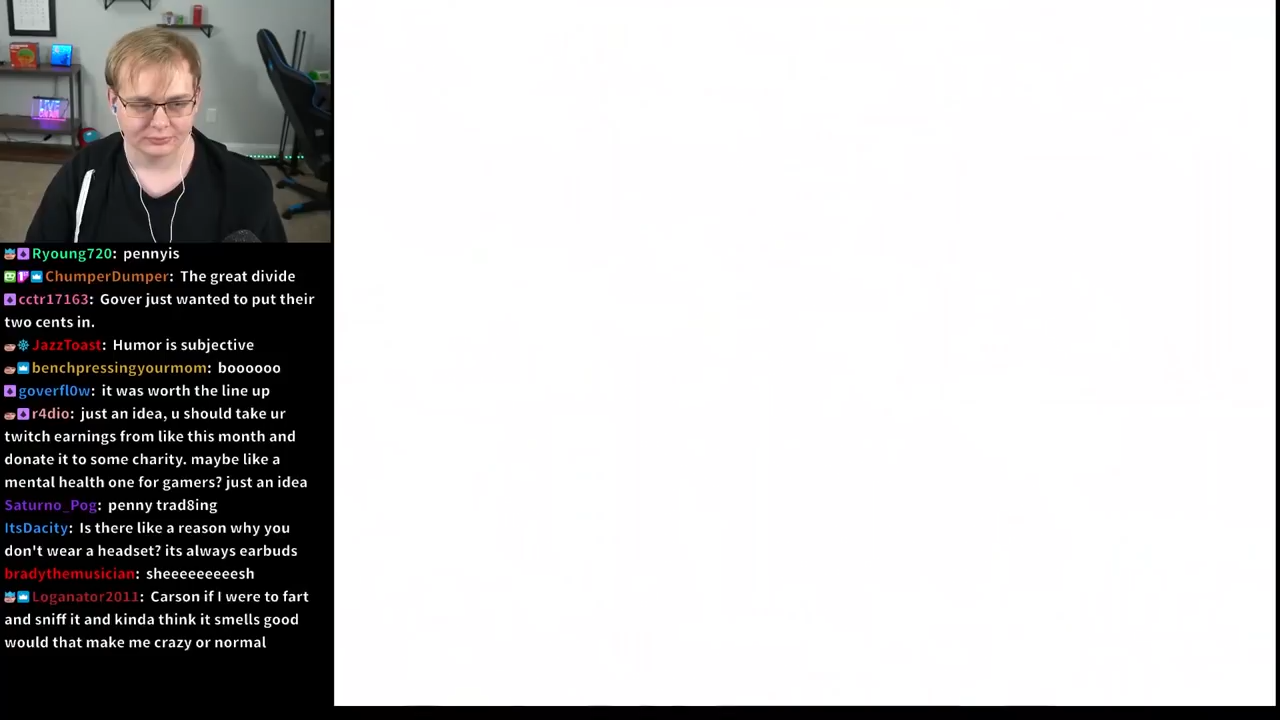 Ryoung720: pennyis
ChumperDumper: The great divide
cctr17163: Gover just wanted to put their
two cents in.
JazzToast: Humor is subjective
benchpressingyourmom: boooooo
goverfl0w: it was worth the line up
r4dio: just an idea, u should take ur
twitch earnings from like this month and
donate it to some charity. maybe like a
mental health one for gamers? just an idea
Saturno_Pog: penny trad8ing
ItsDacity: Is there like a reason why you
don't wear a headset? its always earbuds
bradythemusician: sheeeeeeeeesh
Loganator2011: Carson if I were to fart
and sniff it and kinda think it smells good
would that make me crazy or normal